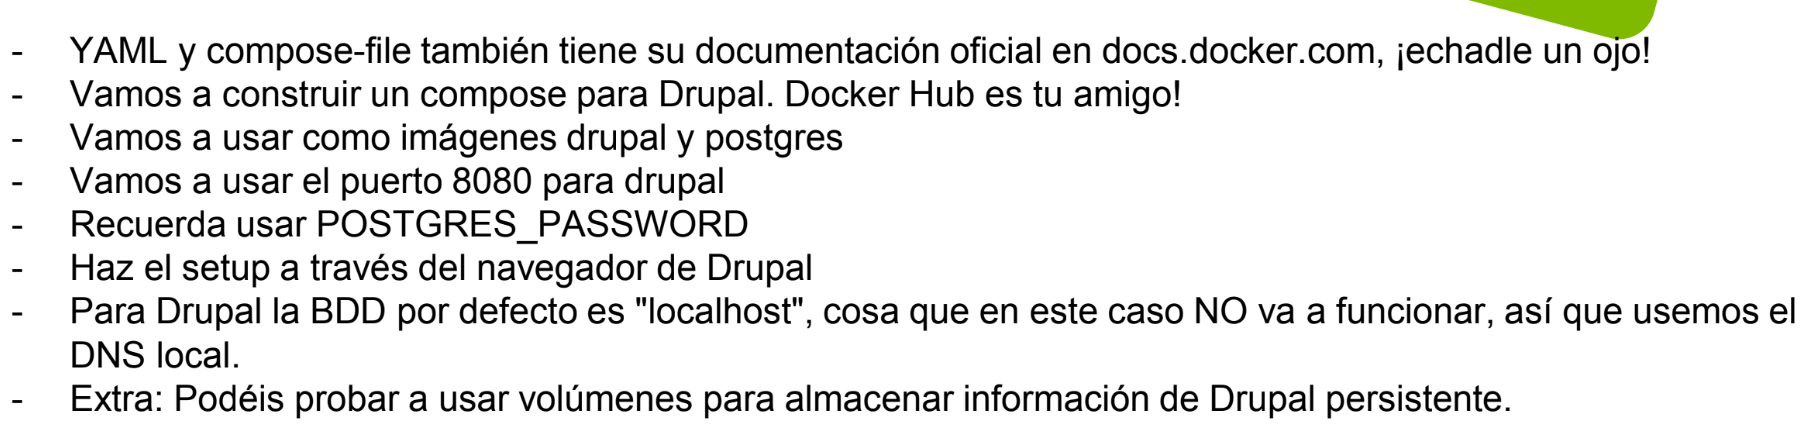 - YAML y compose-file también tiene su documentación oficial en docs.docker.com, ¡echadle un ojo!
- Vamos a construir un compose para Drupal. Docker Hub es tu amigo!
- Vamos a usar como imágenes drupal y postgres
- Vamos a usar el puerto 8080 para drupal
- Recuerda usar POSTGRES_PASSWORD
- Haz el setup a través del navegador de Drupal
- Para Drupal la BDD por defecto es "localhost", cosa que en este caso NO va a funcionar, así que usemos el
DNS local.
- Extra: Podéis probar a usar volúmenes para almacenar información de Drupal persistente.